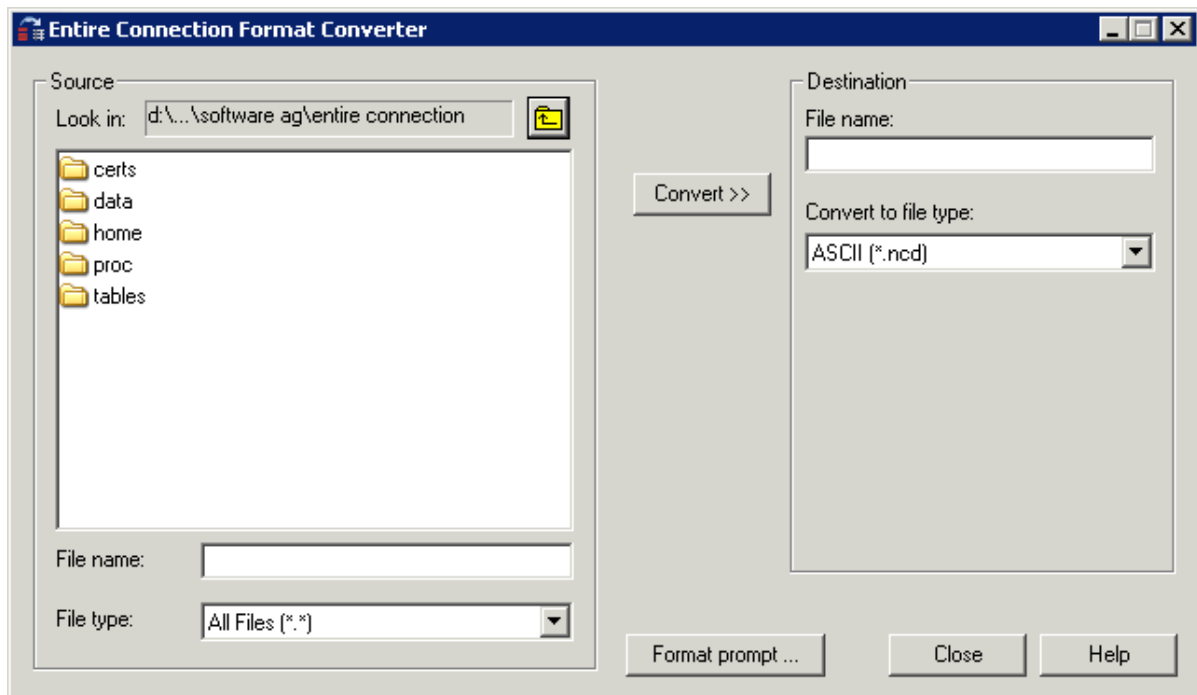 Entire Connection Format Converter
Source
Look in: d:\...\software ag\entire connection
certs
data
home
proc
tables
File name:
File type: All Files (*.*)
Convert >>
Destination
File name:
Convert to file type:
ASCII (*.ncd)
Format prompt ...
Close
Help